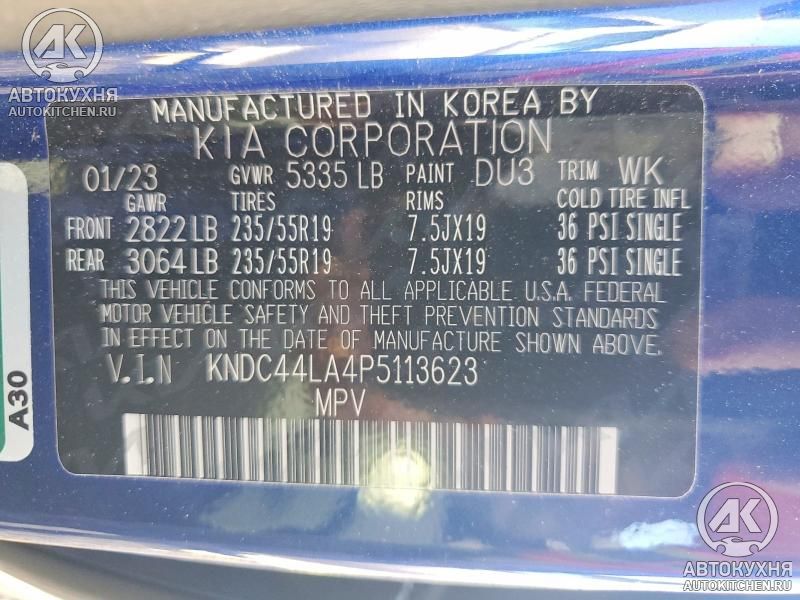 AK
АВТОКУХНЯ
AUTOKITCHEN.RU
MANUFACTURED IN KOREA BY
KIA CORPORATION
01/23 GVWR 5335 LB PAINT DU3 TRIM WK
GAWR TIRES RIMS COLD TIRE INFL
FRONT 2822 LB 235/55R19 7.5JX19 36 PSI SINGLE
REAR 3064 LB 235/55R19 7.5JX19 36 PSI SINGLE
THIS VEHICLE CONFORMS TO ALL APPLICABLE U.S.A. FEDERAL
MOTOR VEHICLE SAFETY AND THEFT PREVENTION STANDARDS
IN EFFECT ON THE DATE OF MANUFACTURE SHOWN ABOVE.
V.I.N KNDC44LA4P5113623
MPV
A30
AK
АВТОКУХНЯ
AUTOKITCHEN.RU